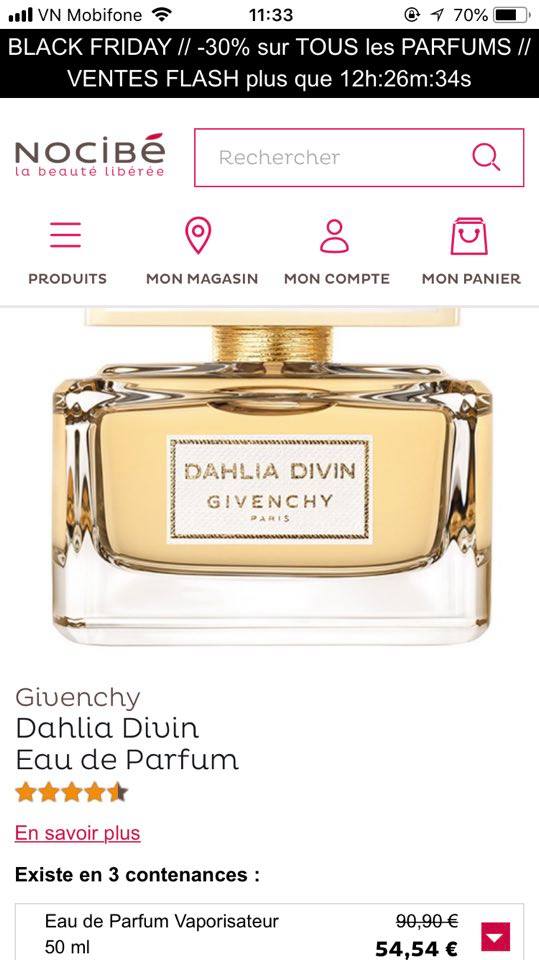 VN Mobifone 11:33 70%
BLACK FRIDAY // -30% sur TOUS les PARFUMS //
VENTES FLASH plus que 12h:26m:34s
NOCIBÉ
la beauté libérée
Rechercher
PRODUITS MON MAGASIN MON COMPTE MON PANIER
DAHLIA DIVIN
GIVENCHY
PARIS
Givenchy
Dahlia Divin
Eau de Parfum
En savoir plus
Existe en 3 contenances :
Eau de Parfum Vaporisateur 90,90 €
50 ml 54,54 €